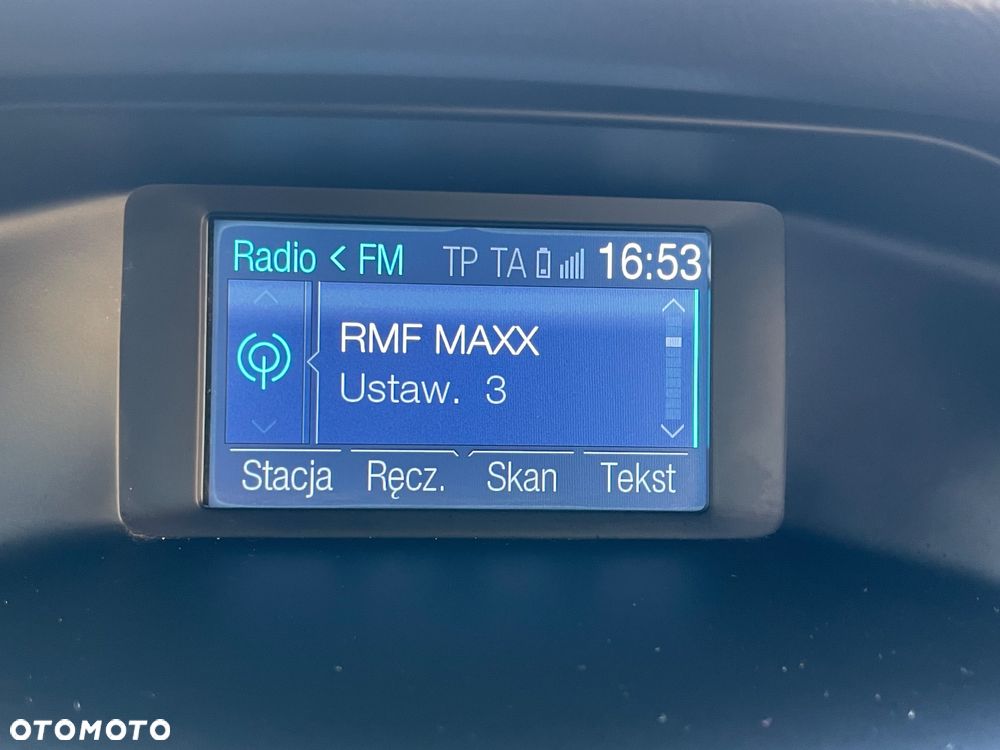 Radio < FM TP TA 16:53
RMF MAXX
Ustaw. 3
Stacja Ręcz. Skan Tekst
OTOMOTO